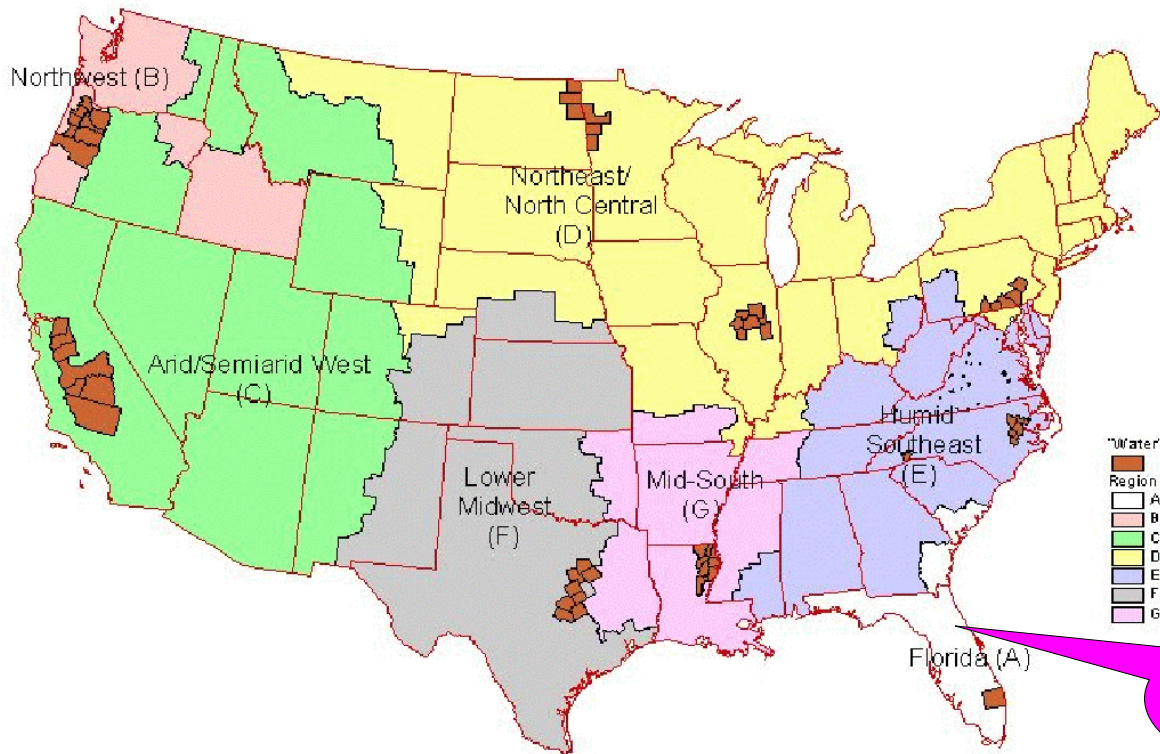 Northwest (B)
Northeast/
North Central
(D)
Arid/Semiarid West
(C)
Humid
Southeast
(E)
Lower
Midwest
(F)
Mid-South
(G)
Florida (A)
"Water"
Region
A
B
C
D
E
F
G